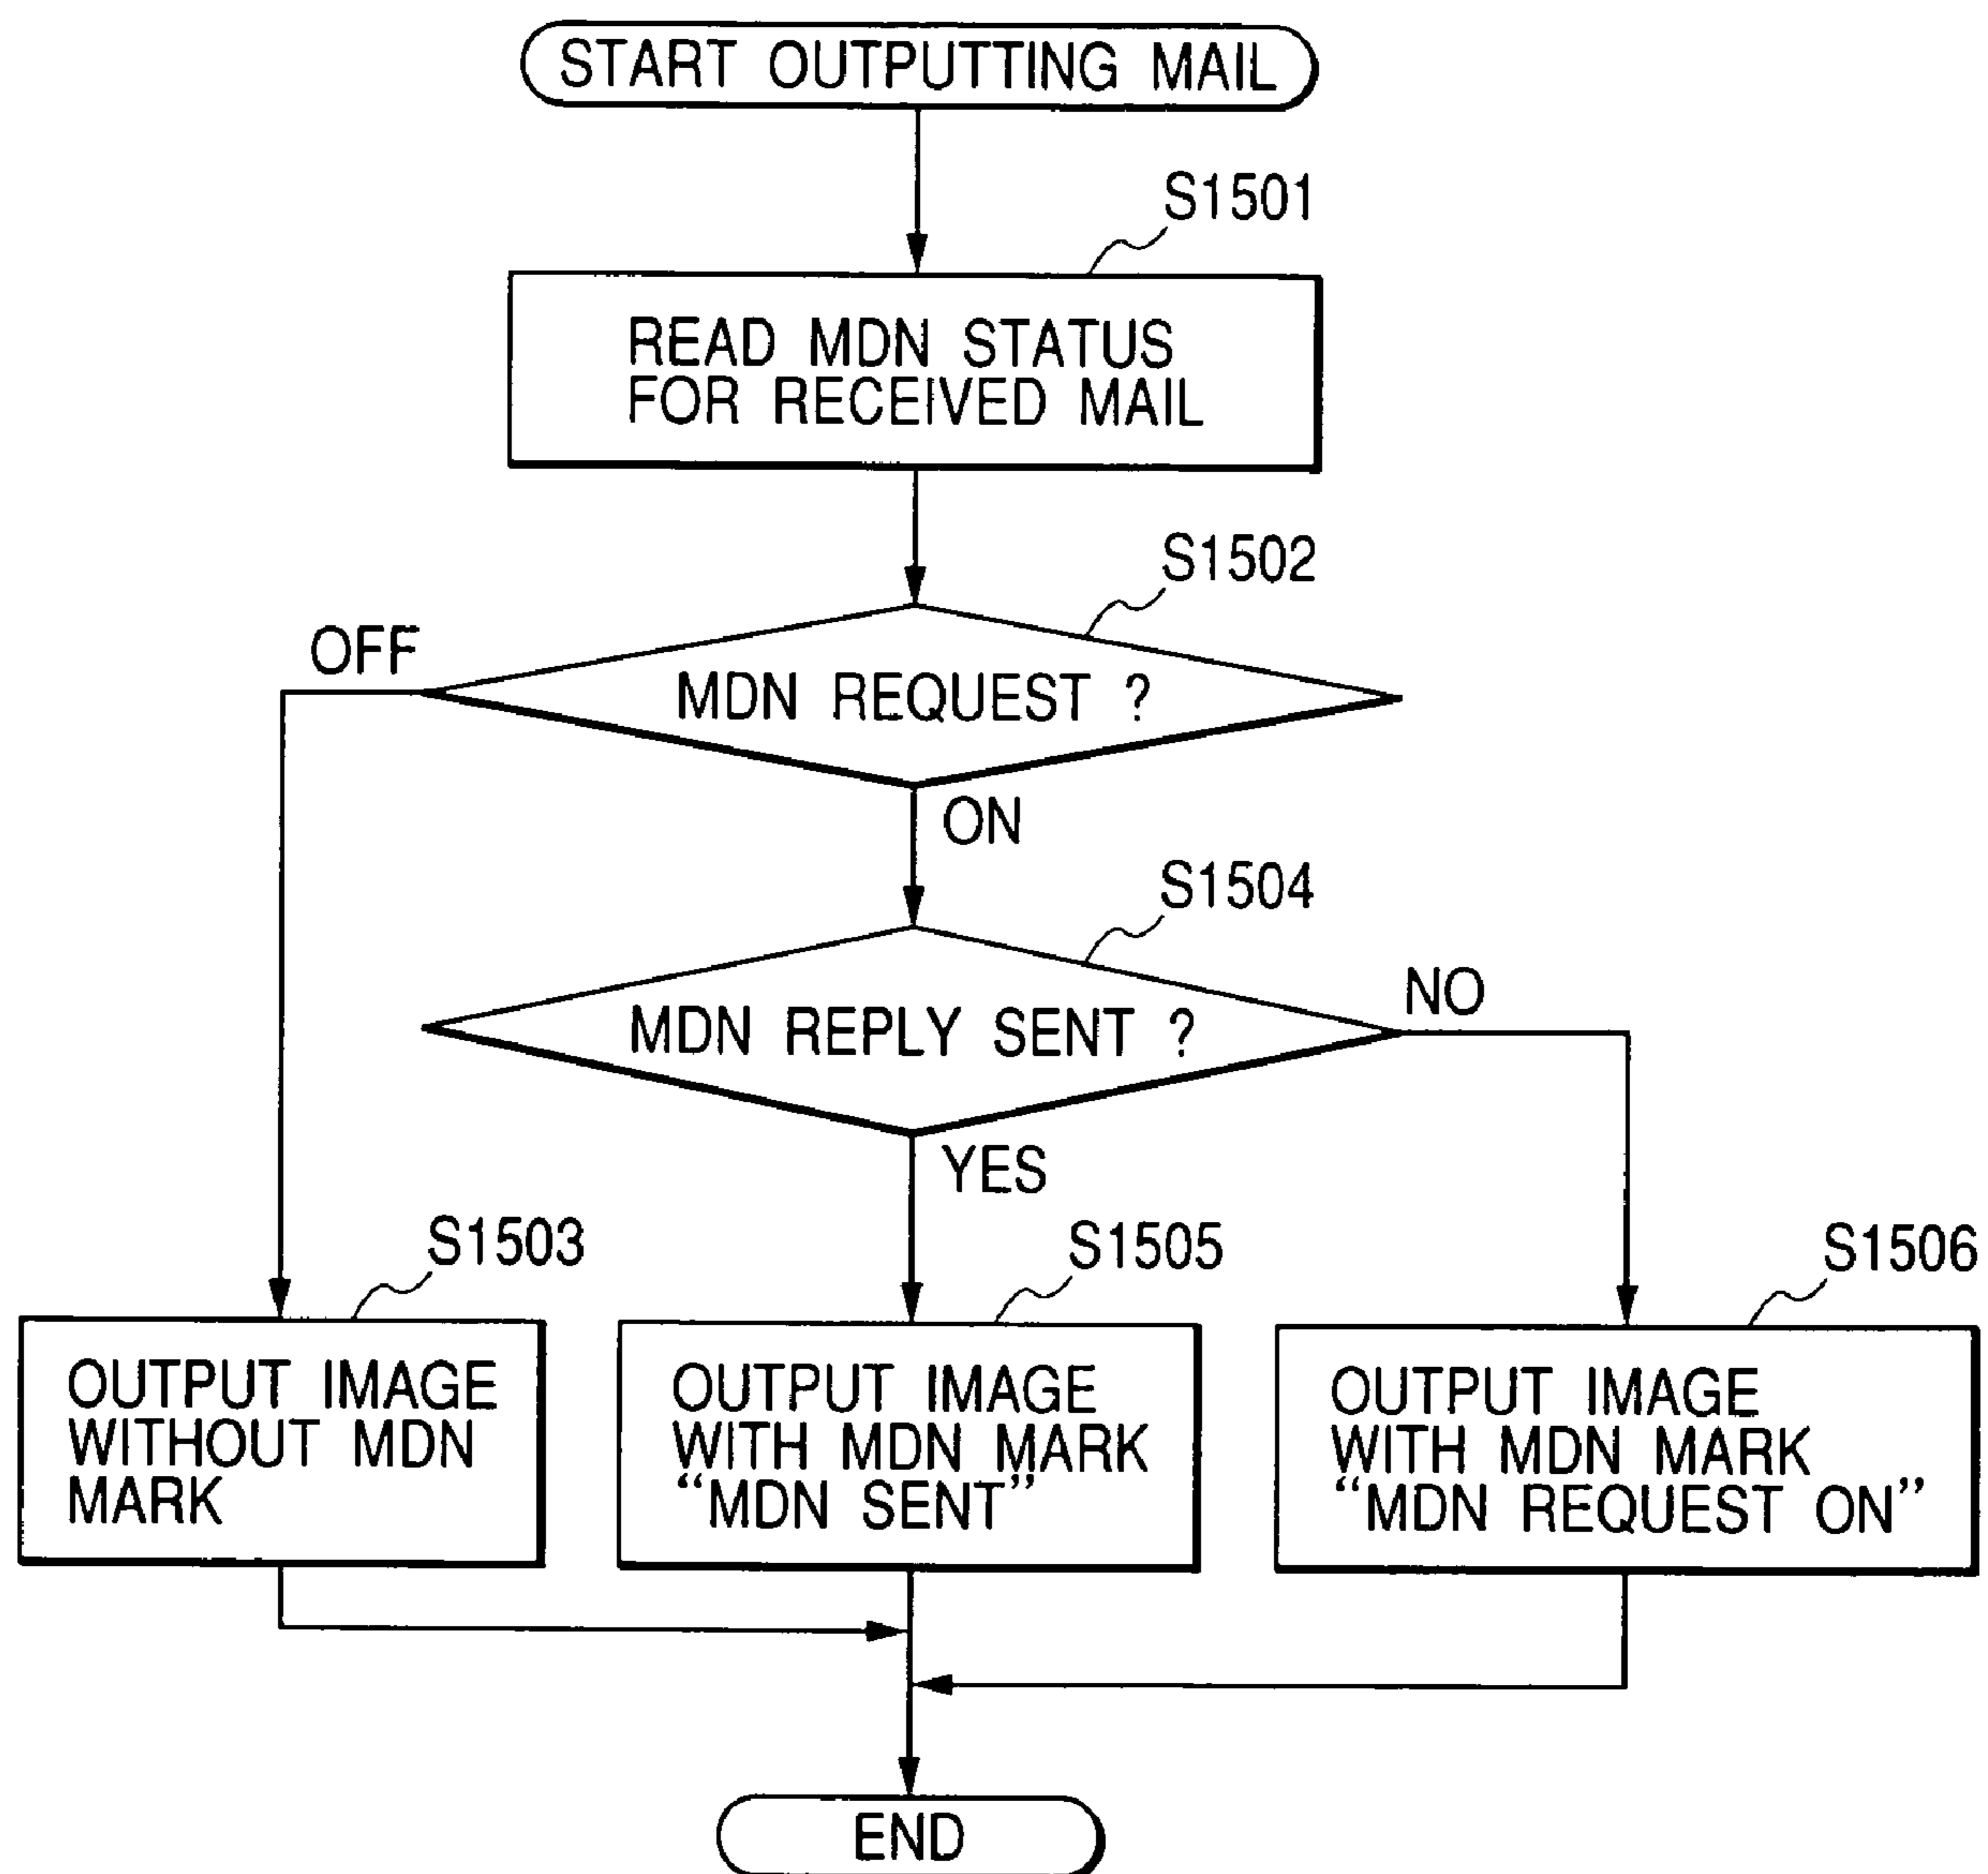 START OUTPUTTING MAIL
S1501
READ MDN STATUS
FOR RECEIVED MAIL
S1502
OFF
MDN REQUEST ?
ON
S1504
NO
MDN REPLY SENT ?
YES
S1503
S1505
S1506
OUTPUT IMAGE
WITHOUT MDN
MARK
OUTPUT IMAGE
WITH MDN MARK
“MDN SENT”
OUTPUT IMAGE
WITH MDN MARK
“MDN REQUEST ON”
END